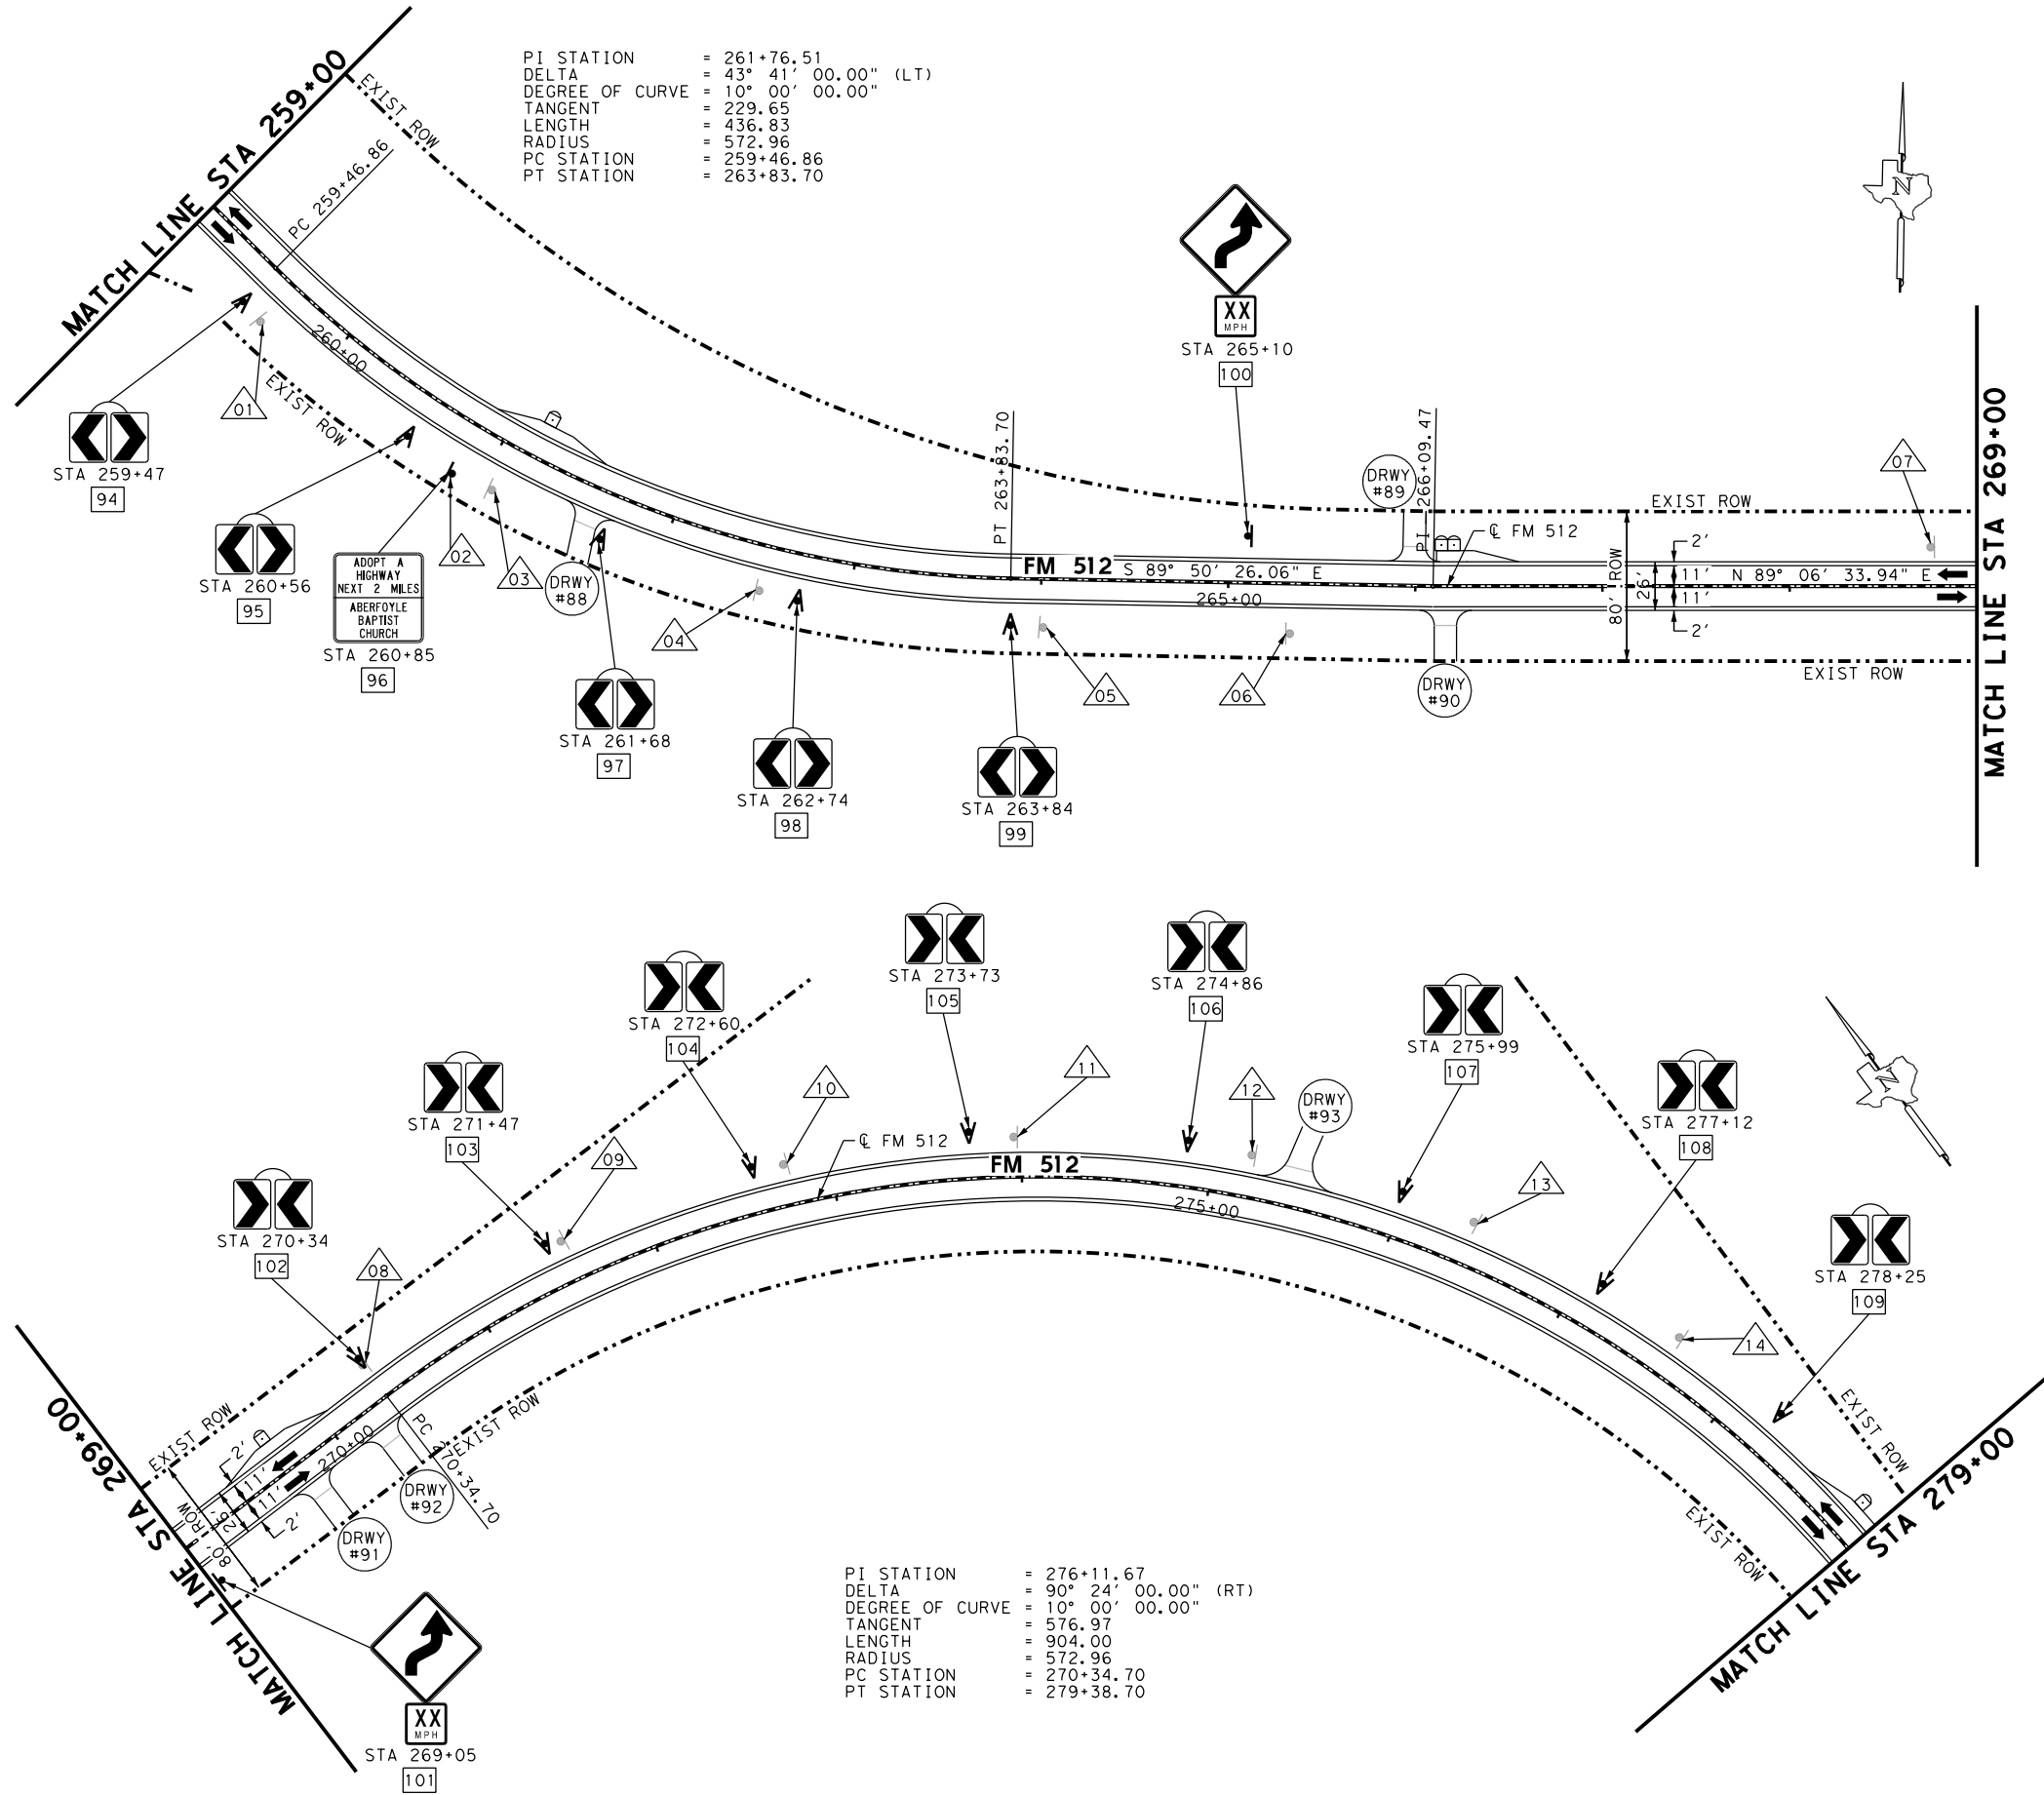 PI STATION = 261+76.51
DELTA = 43° 41' 00.00" (LT)
DEGREE OF CURVE = 10° 00' 00.00"
TANGENT = 229.65
LENGTH = 436.83
RADIUS = 572.96
PC STATION = 259+46.86
PT STATION = 263+83.70
MATCH LINE STA 259+00
EXIST ROW
PC 259+46.86
N
XX
MPH
STA 265+10
100
260+00
EXIST ROW
01
STA 259+47
94
STA 260+56
95
ADOPT A
HIGHWAY
NEXT 2 MILES
ABERFOYLE
BAPTIST
CHURCH
STA 260+85
96
02
03
DRWY
#88
04
STA 261+68
97
STA 262+74
98
PT 263+83.70
05
STA 263+84
99
FM 512
S 89° 50' 26.06" E
265+00
06
DRWY
#89
PI 266+09.47
℄ FM 512
DRWY
#90
EXIST ROW
80' ROW
26'
2'
11'
11'
2'
N 89° 06' 33.94" E
07
EXIST ROW
MATCH LINE STA 269+00
STA 273+73
105
STA 274+86
106
STA 272+60
104
STA 275+99
107
STA 271+47
103
STA 277+12
108
STA 270+34
102
STA 278+25
109
08
09
10
11
12
DRWY
#93
13
14
N
℄ FM 512
FM 512
275+00
EXIST ROW
2'
11'
11'
2'
26'
80' ROW
270+00
PC 270+34.70
EXIST ROW
DRWY
#92
DRWY
#91
MATCH LINE STA 269+00
XX
MPH
STA 269+05
101
EXIST ROW
EXIST ROW
MATCH LINE STA 279+00
PI STATION = 276+11.67
DELTA = 90° 24' 00.00" (RT)
DEGREE OF CURVE = 10° 00' 00.00"
TANGENT = 576.97
LENGTH = 904.00
RADIUS = 572.96
PC STATION = 270+34.70
PT STATION = 279+38.70